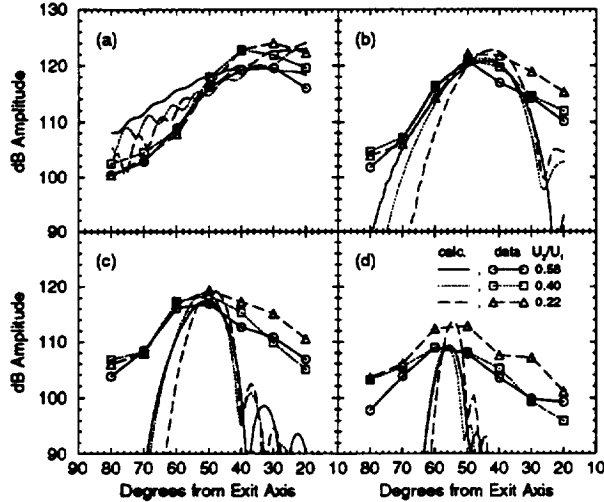 (a)
(b)
130
120
110
100
90
dB Amplitude
(c)
(d)
calc. data U₂/U₁
, 0.58
, 0.40
, 0.22
120
110
100
90
dB Amplitude
90 80 70 60 50 40 30 20 10
80 70 60 50 40 30 20 10
Degrees from Exit Axis
Degrees from Exit Axis